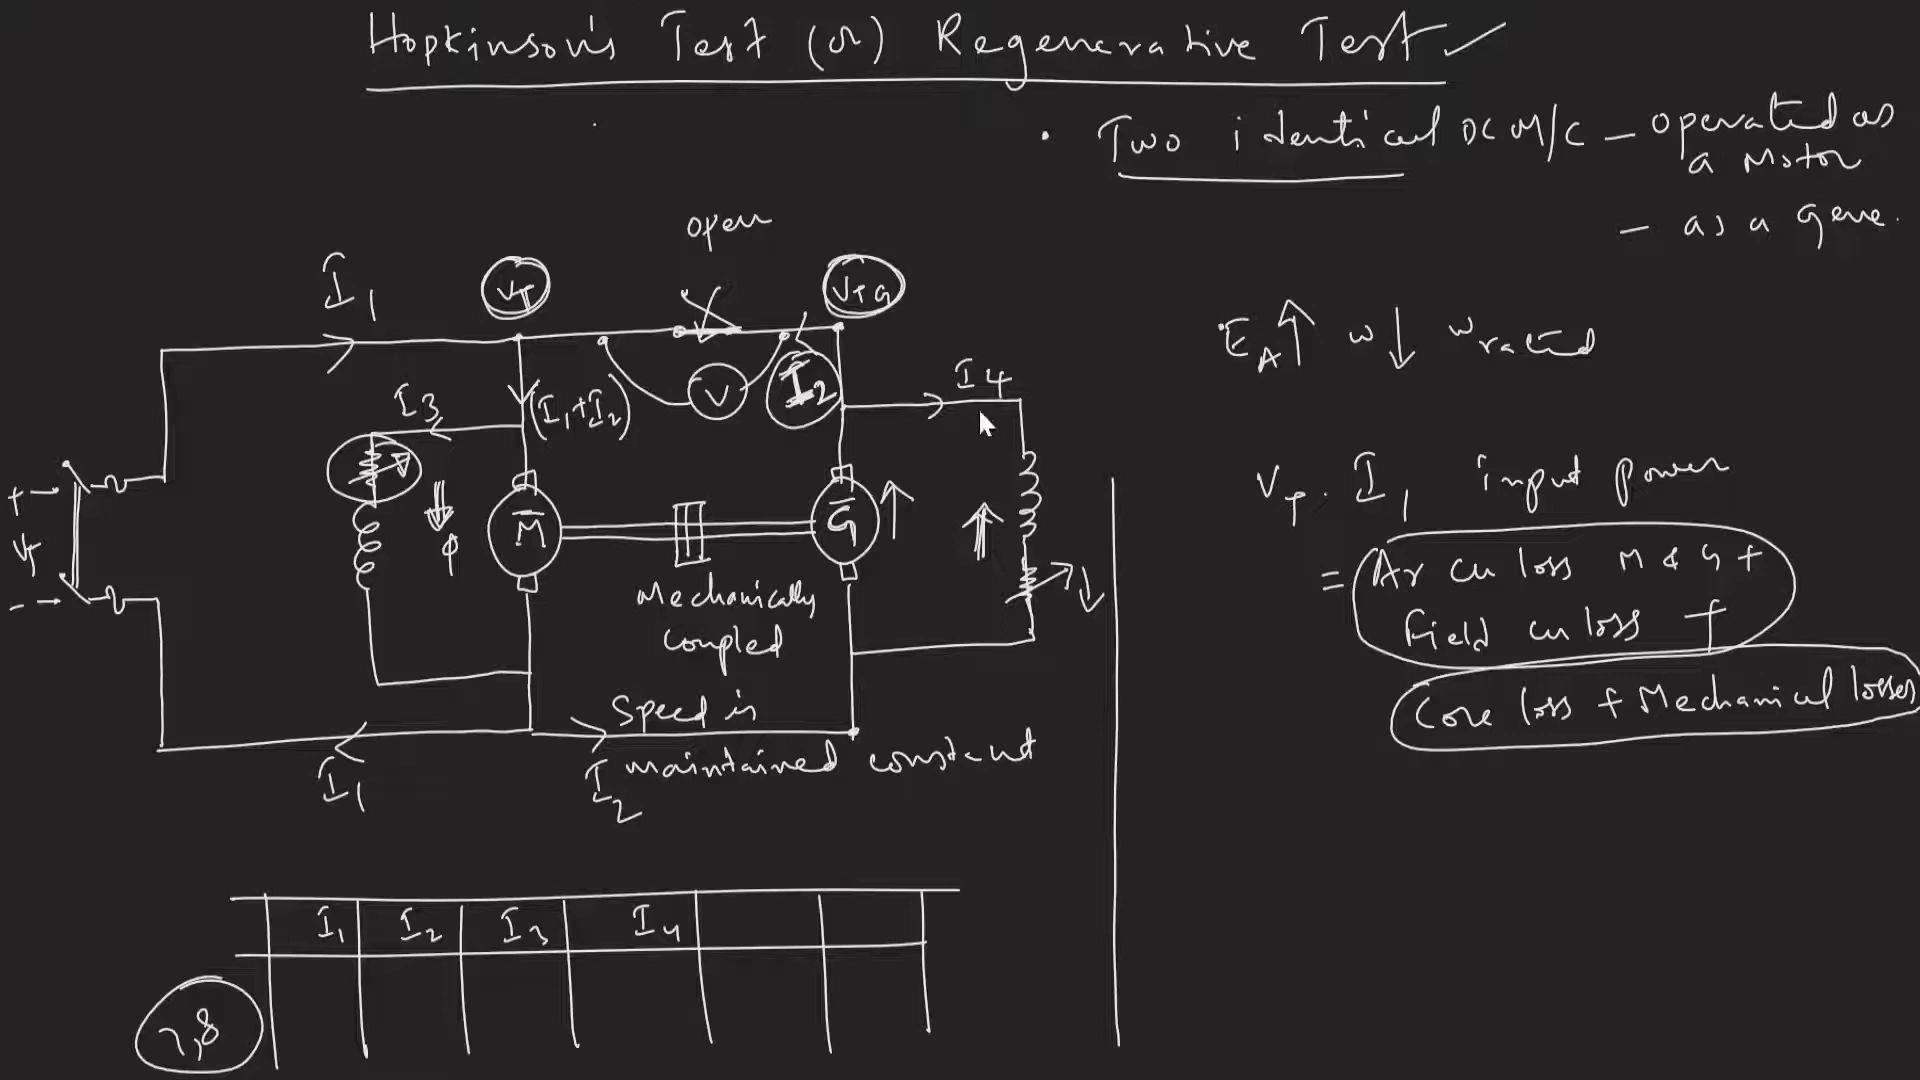 Hopkinson's Test (or) Regenerative Test ✓
• Two identical DC M/C – operated as
a Motor
– as a Gene.
open
I1
VT
VTG
EA↑ ω↓ ωrated
I3
(I1+I2)
V
I2
I4
VT . I1 input power
+
VT
-
ϕ
M
G
= Ar cu loss M & G +
Field cu loss +
Core loss + Mechanical losses
Mechanically
coupled
Speed is
maintained constant
I1
I2
I1 I2 I3 I4
7,8